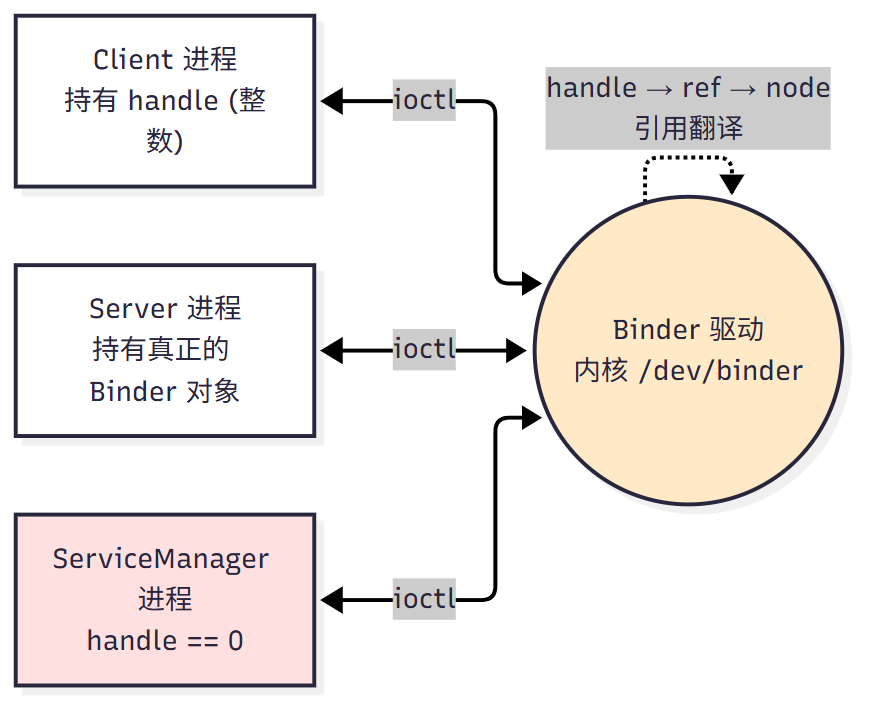 Client 进程
持有 handle (整
数)
ioctl
handle → ref → node
引用翻译
Server 进程
持有真正的
Binder 对象
ioctl
Binder 驱动
内核 /dev/binder
ServiceManager
进程
handle == 0
ioctl